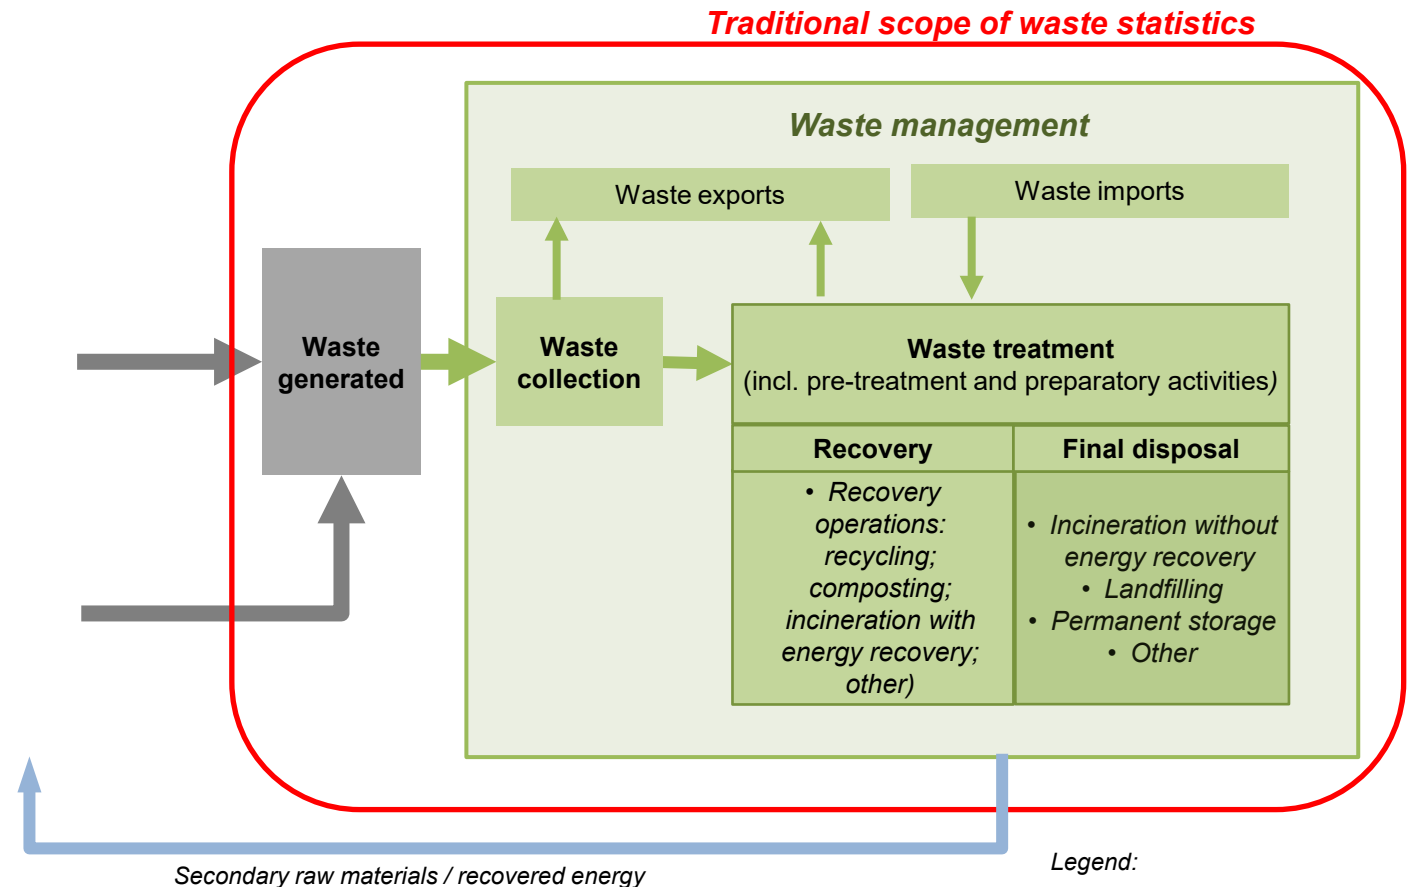 Traditional scope of waste statistics
Waste management
Waste exports
Waste imports
Waste
generated
Waste
collection
Waste treatment
(incl. pre-treatment and preparatory activities)
Recovery
Final disposal
• Recovery
operations:
recycling;
composting;
incineration with
energy recovery;
other)
• Incineration without
energy recovery
• Landfilling
• Permanent storage
• Other
Secondary raw materials / recovered energy
Legend: